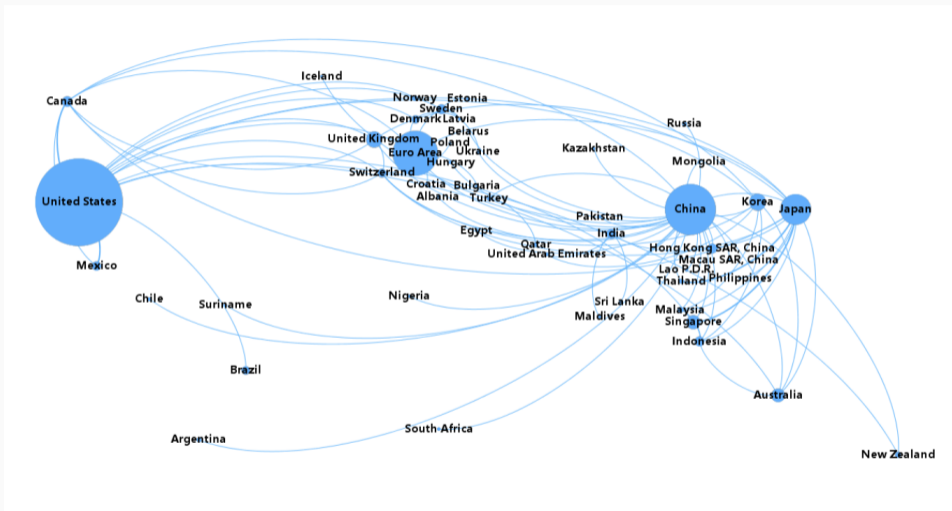 Iceland
Canada
Norway
Estonia
Sweden
Denmark
Latvia
Russia
Belarus
United Kingdom
Poland
Kazakhstan
Euro Area
Ukraine
Hungary
Mongolia
Switzerland
Croatia
Bulgaria
Albania
Turkey
United States
China
Korea
Japan
Pakistan
Egypt
India
Qatar
Hong Kong SAR, China
United Arab Emirates
Macau SAR, China
Mexico
Lao P.D.R.
Thailand
Philippines
Chile
Suriname
Nigeria
Sri Lanka
Maldives
Malaysia
Singapore
Indonesia
Brazil
Australia
Argentina
South Africa
New Zealand